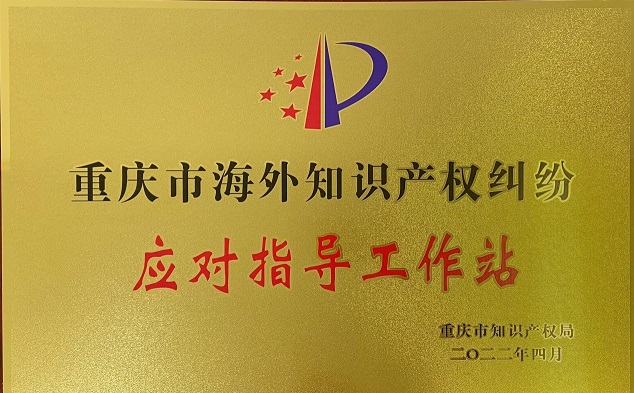 重庆市海外知识产权纠纷
应对指导工作站
重庆市知识产权局
二〇二二年四月